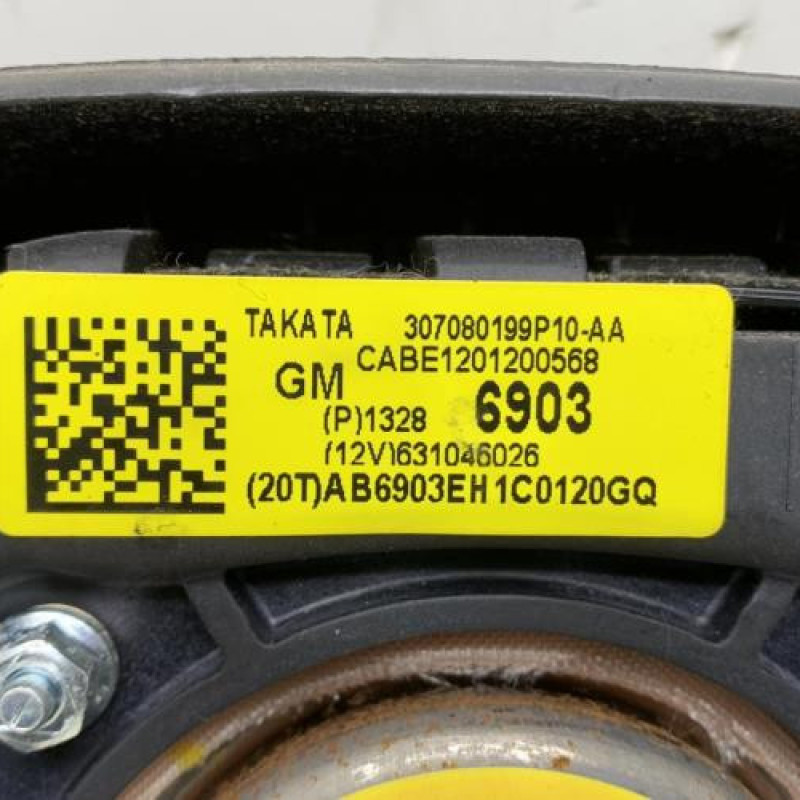 TAKATA 307080199P10-AA
CABE1201200568
GM
(P)1328 6903
(12V)631046026
(20T)AB6903EH1C0120GQ